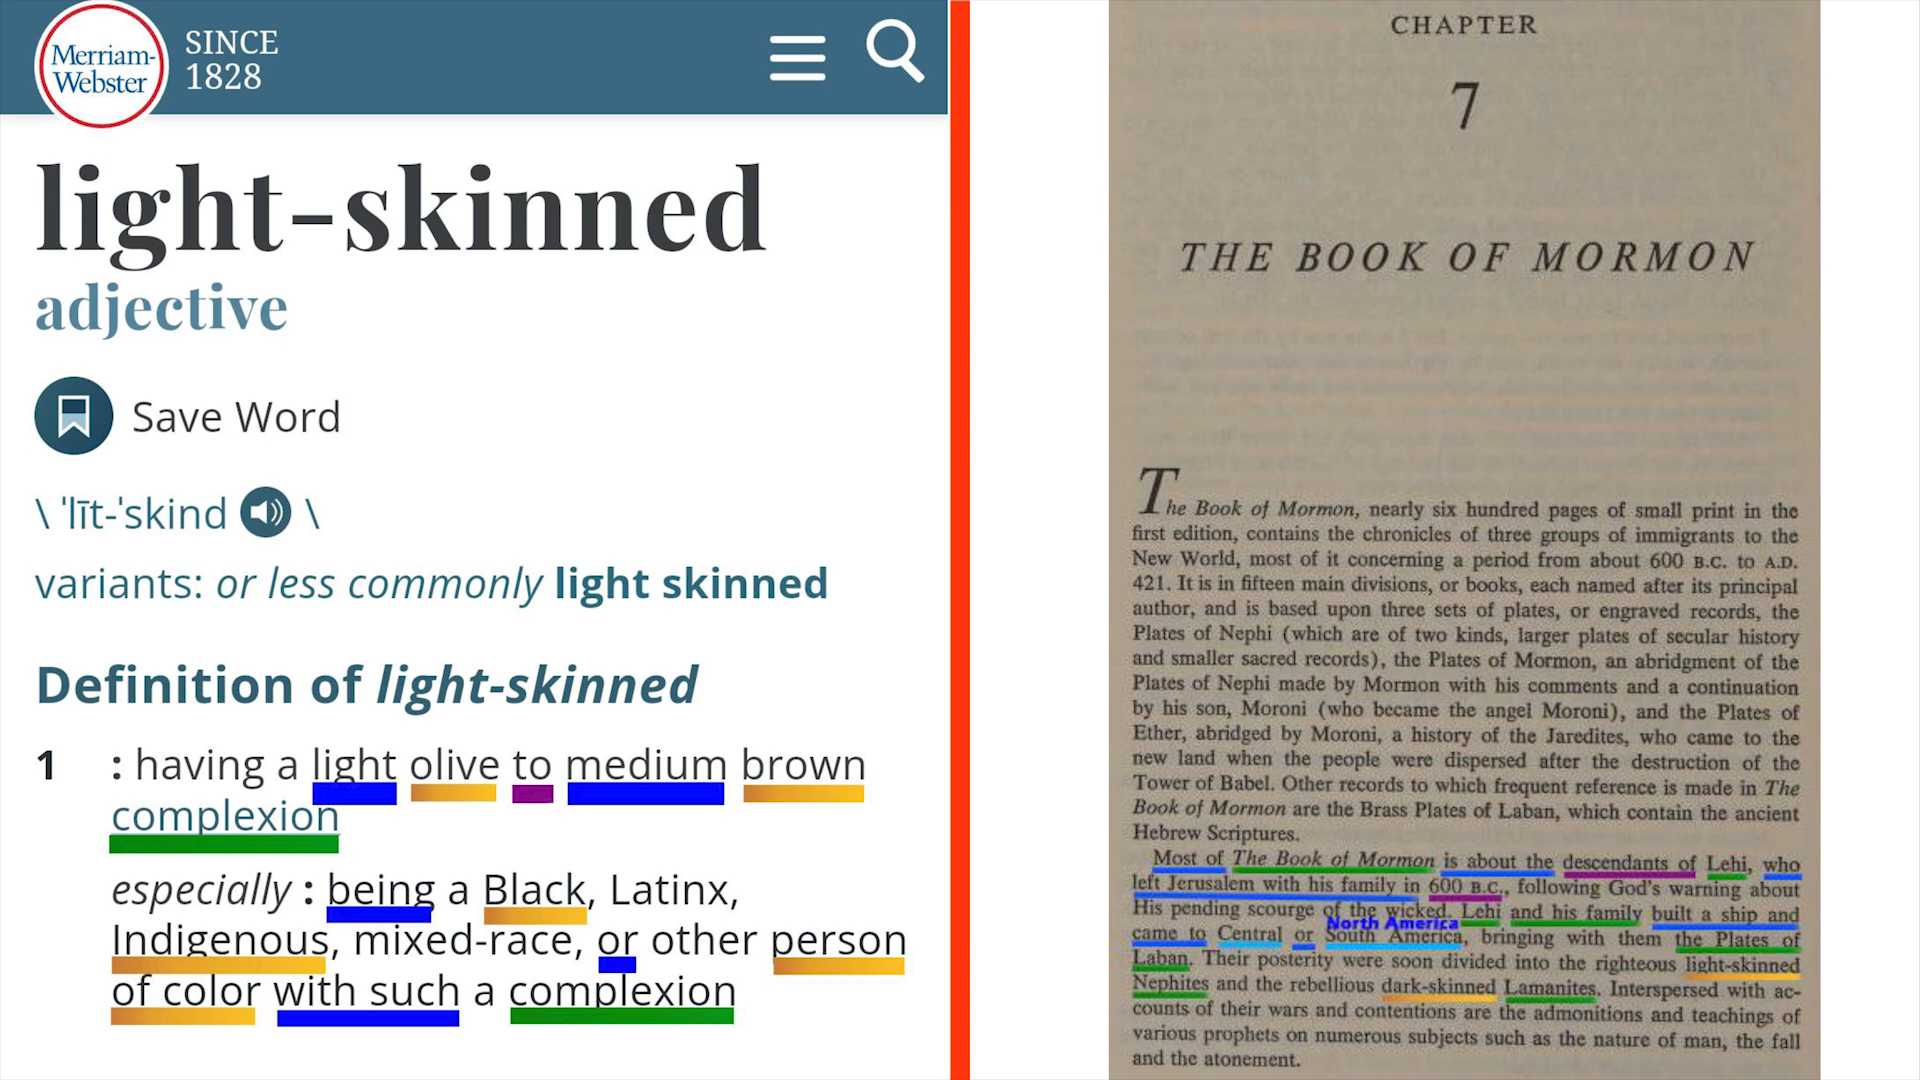 Merriam-
Webster
SINCE
1828
light-skinned
adjective
Save Word
\ ˈlīt-ˈskind \
variants: or less commonly light skinned
Definition of light-skinned
1 : having a light olive to medium brown
complexion
especially : being a Black, Latinx,
Indigenous, mixed-race, or other person
of color with such a complexion
CHAPTER
7
THE BOOK OF MORMON
The Book of Mormon, nearly six hundred pages of small print in the
first edition, contains the chronicles of three groups of immigrants to the
New World, most of it concerning a period from about 600 B.C. to A.D.
421. It is in fifteen main divisions, or books, each named after its principal
author, and is based upon three sets of plates, or engraved records, the
Plates of Nephi (which are of two kinds, larger plates of secular history
and smaller sacred records), the Plates of Mormon, an abridgment of the
Plates of Nephi made by Mormon with his comments and a continuation
by his son, Moroni (who became the angel Moroni), and the Plates of
Ether, abridged by Moroni, a history of the Jaredites, who came to the
new land when the people were dispersed after the destruction of the
Tower of Babel. Other records to which frequent reference is made in The
Book of Mormon are the Brass Plates of Laban, which contain the ancient
Hebrew Scriptures.
Most of The Book of Mormon is about the descendants of Lehi, who
left Jerusalem with his family in 600 B.C., following God's warning about
His pending scourge of the wicked. Lehi and his family built a ship and
North America
came to Central or South America, bringing with them the Plates of
Laban. Their posterity were soon divided into the righteous light-skinned
Nephites and the rebellious dark-skinned Lamanites. Interspersed with ac-
counts of their wars and contentions are the admonitions and teachings of
various prophets on numerous subjects such as the nature of man, the fall
and the atonement.